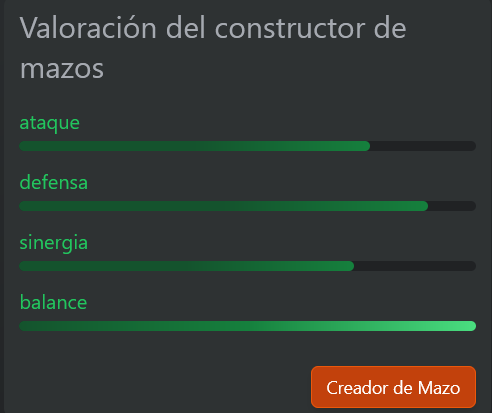 Valoración del constructor de
mazos
ataque
defensa
sinergia
balance
Creador de Mazo